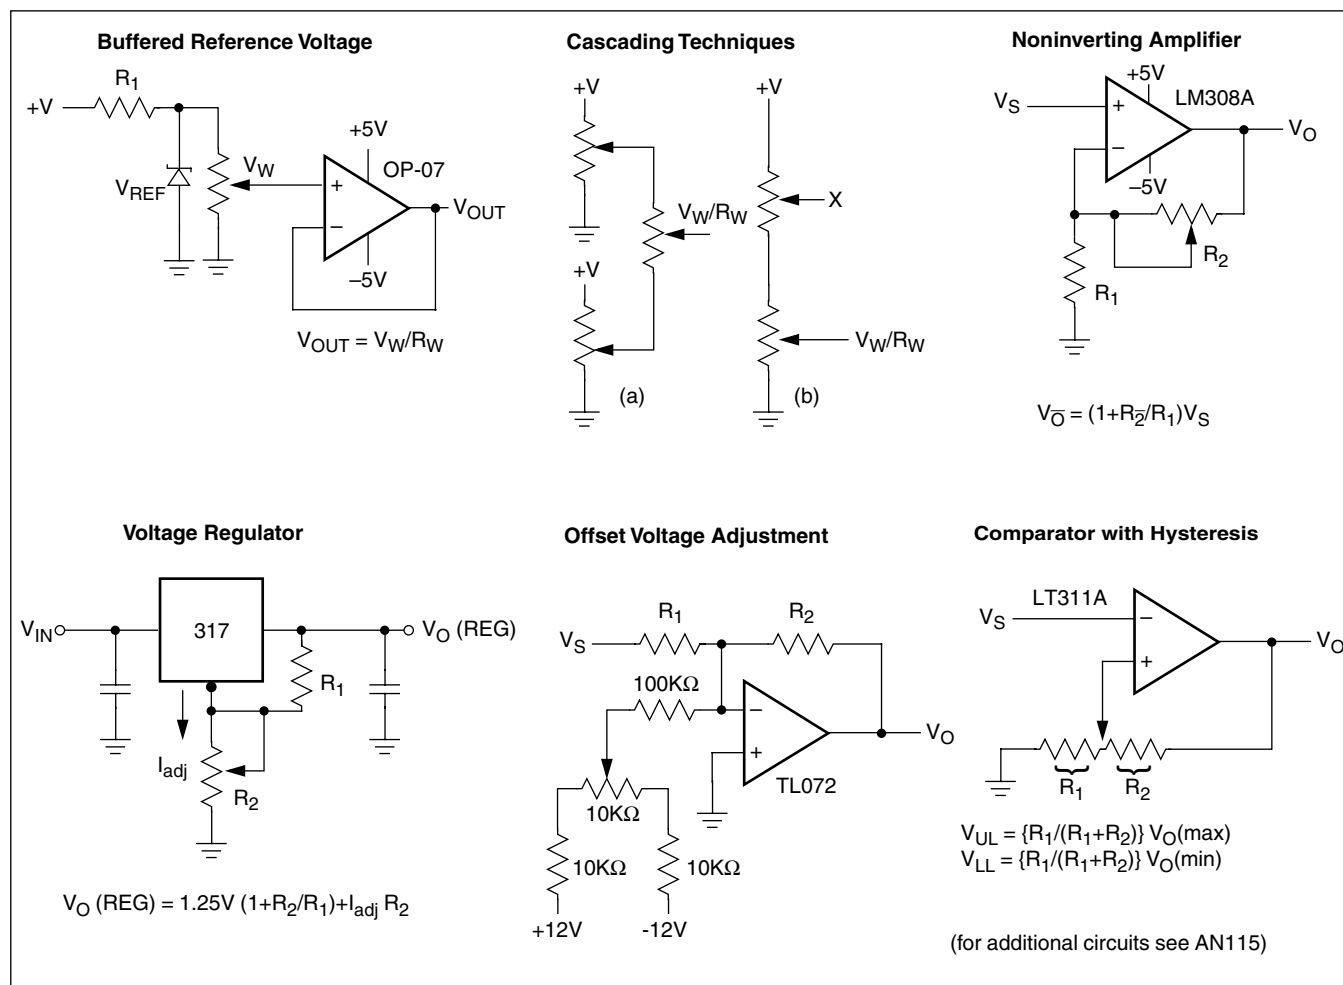 Buffered Reference Voltage
R1
+V
+5V
OP-07
VW
VREF
+
–
VOUT
–5V
VOUT = VW/RW
Cascading Techniques
+V
+V
X
VW/RW
+V
VW/RW
(a)
(b)
Noninverting Amplifier
+5V
LM308A
VS
+
–
VO
–5V
R2
R1
VO = (1+R2/R1)VS
Voltage Regulator
VIN
317
VO (REG)
R1
Iadj
R2
VO (REG) = 1.25V (1+R2/R1)+Iadj R2
Offset Voltage Adjustment
R1
R2
VS
100KΩ
–
+
VO
TL072
10KΩ
10KΩ
10KΩ
+12V
-12V
Comparator with Hysteresis
LT311A
VS
–
+
VO
R1
R2
VUL = {R1/(R1+R2)} VO(max)
VLL = {R1/(R1+R2)} VO(min)
(for additional circuits see AN115)